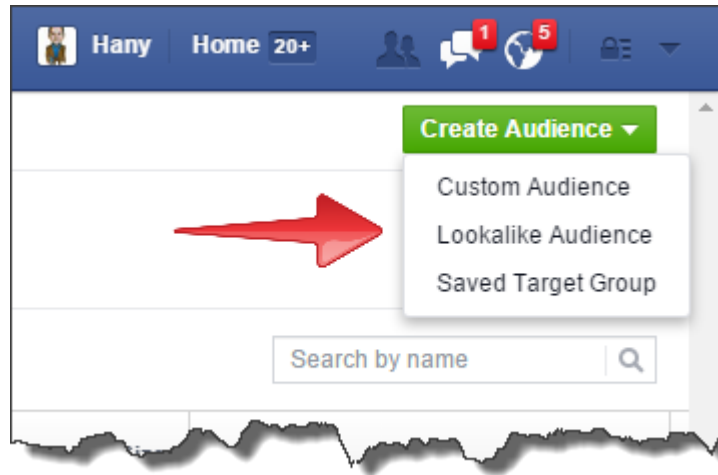 Hany Home 20+ 1 5
Create Audience
Custom Audience
Lookalike Audience
Saved Target Group
Search by name